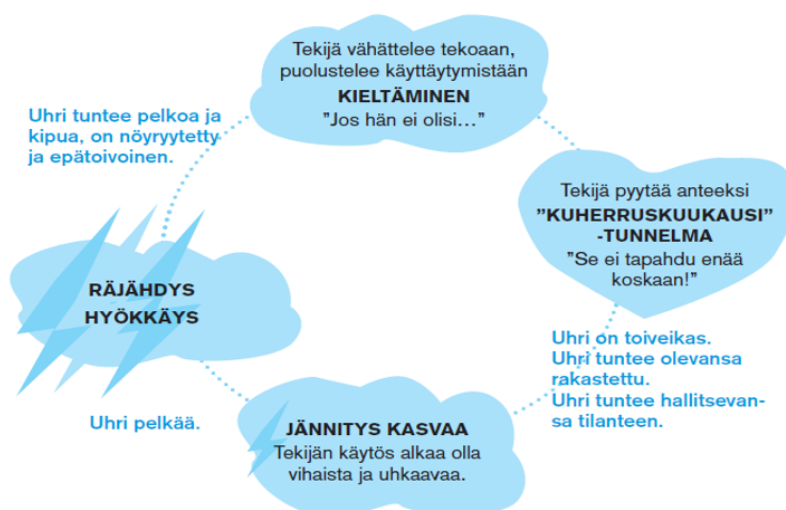 Tekijä vähättelee tekoaan,
puolustelee käyttäytymistään
KIELTÄMINEN
"Jos hän ei olisi…"
Uhri tuntee pelkoa ja
kipua, on nöyryytetty
ja epätoivoinen.
Tekijä pyytää anteeksi
”KUHERRUSKUUKAUSI”
-TUNNELMA
"Se ei tapahdu enää
koskaan!"
RÄJÄHDYS
HYÖKKÄYS
Uhri on toiveikas.
Uhri tuntee olevansa
rakastettu.
Uhri tuntee hallitsevan-
sa tilanteen.
Uhri pelkää.
JÄNNITYS KASVAA
Tekijän käytös alkaa olla
vihaista ja uhkaavaa.